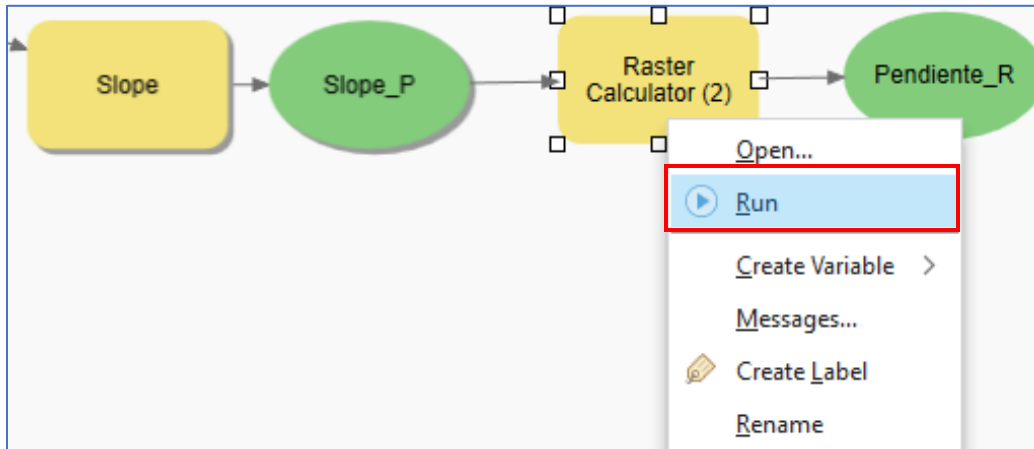 Slope
Slope_P
Raster
Calculator (2)
Pendiente_R
Open...
Run
Create Variable
Messages...
Create Label
Rename